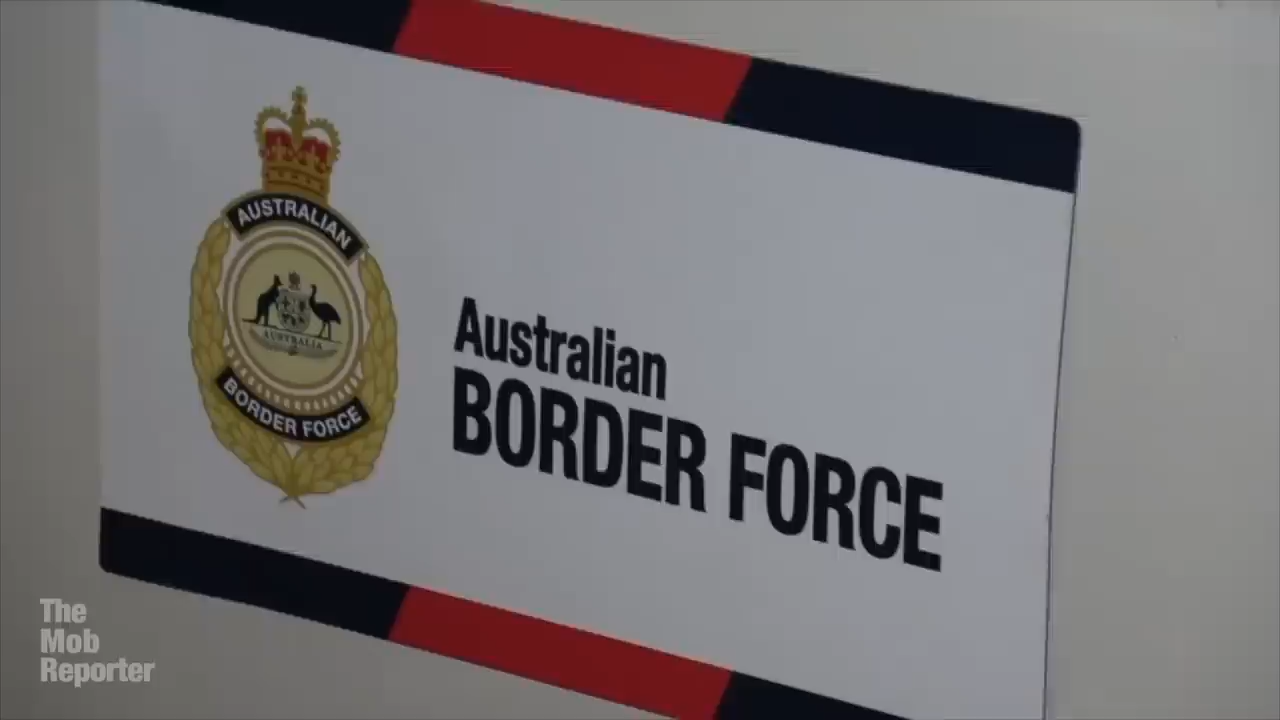 AUSTRALIAN
AUSTRALIA
BORDER FORCE
Australian
BORDER FORCE
The
Mob
Reporter